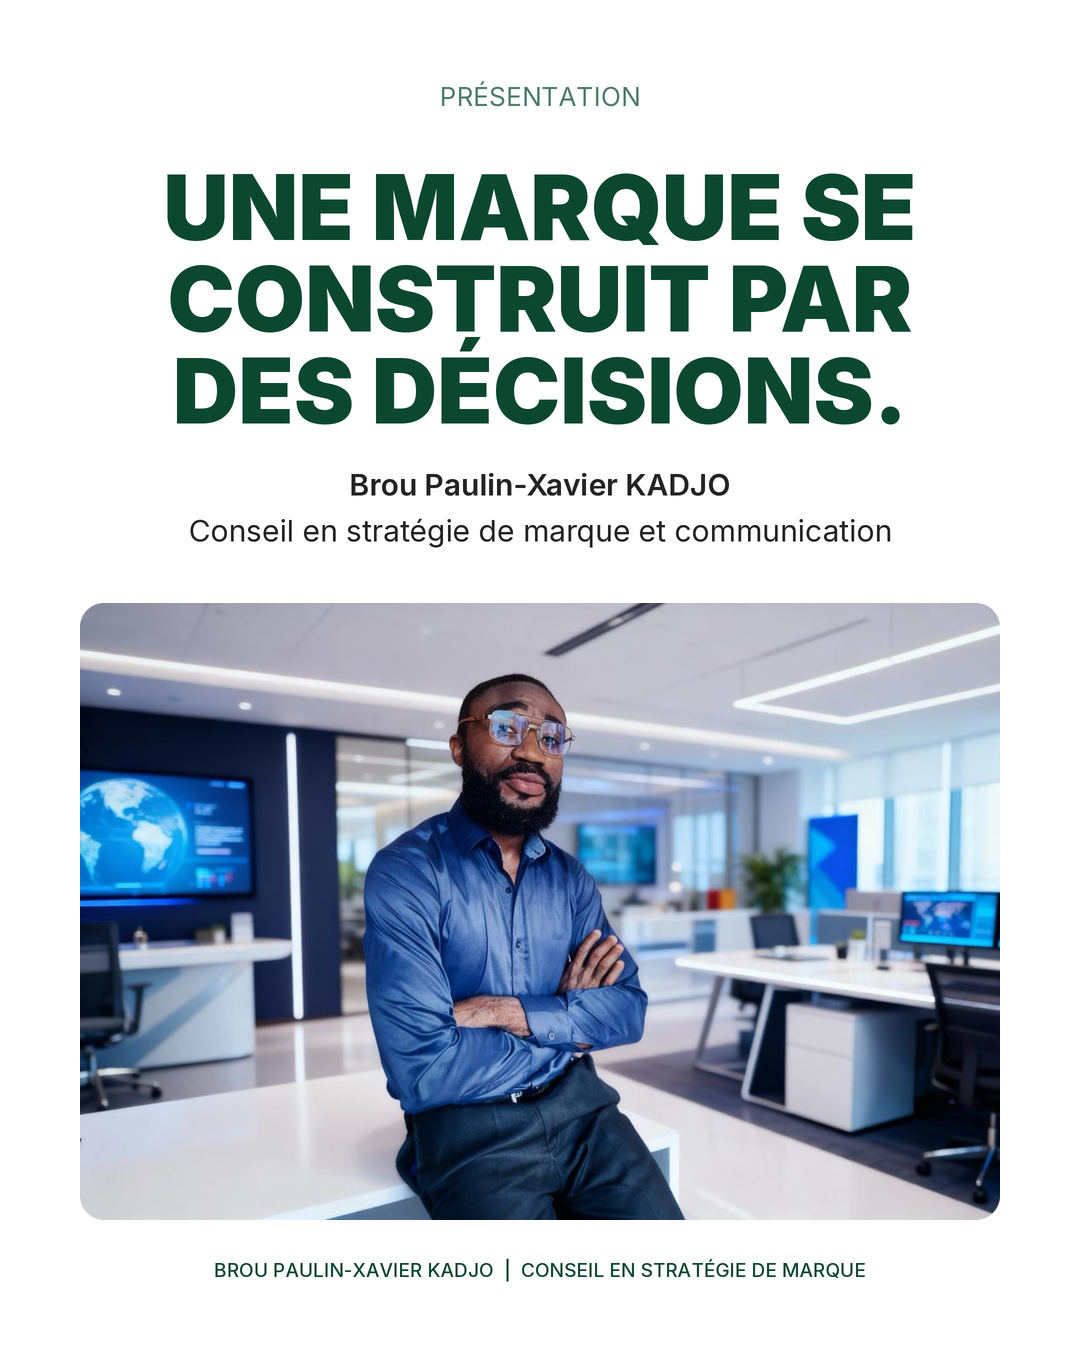 PRÉSENTATION
UNE MARQUE SE
CONSTRUIT PAR
DES DÉCISIONS.
Brou Paulin-Xavier KADJO
Conseil en stratégie de marque et communication
BROU PAULIN-XAVIER KADJO | CONSEIL EN STRATÉGIE DE MARQUE